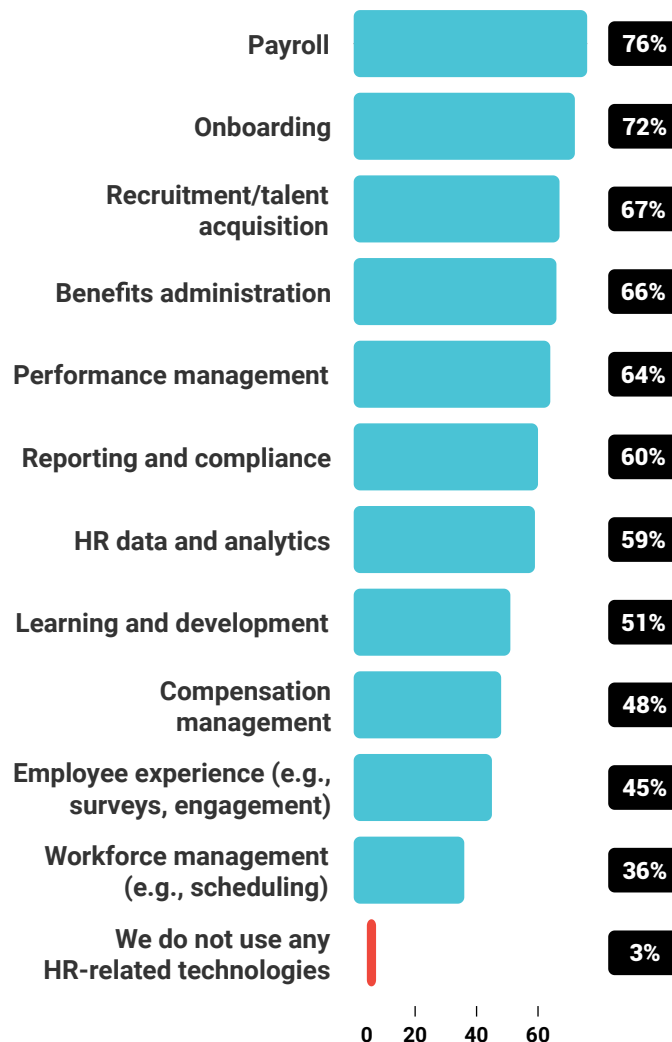 Payroll 76%
Onboarding 72%
Recruitment/talent
acquisition 67%
Benefits administration 66%
Performance management 64%
Reporting and compliance 60%
HR data and analytics 59%
Learning and development 51%
Compensation
management 48%
Employee experience (e.g.,
surveys, engagement) 45%
Workforce management
(e.g., scheduling) 36%
We do not use any
HR-related technologies 3%
0 20 40 60